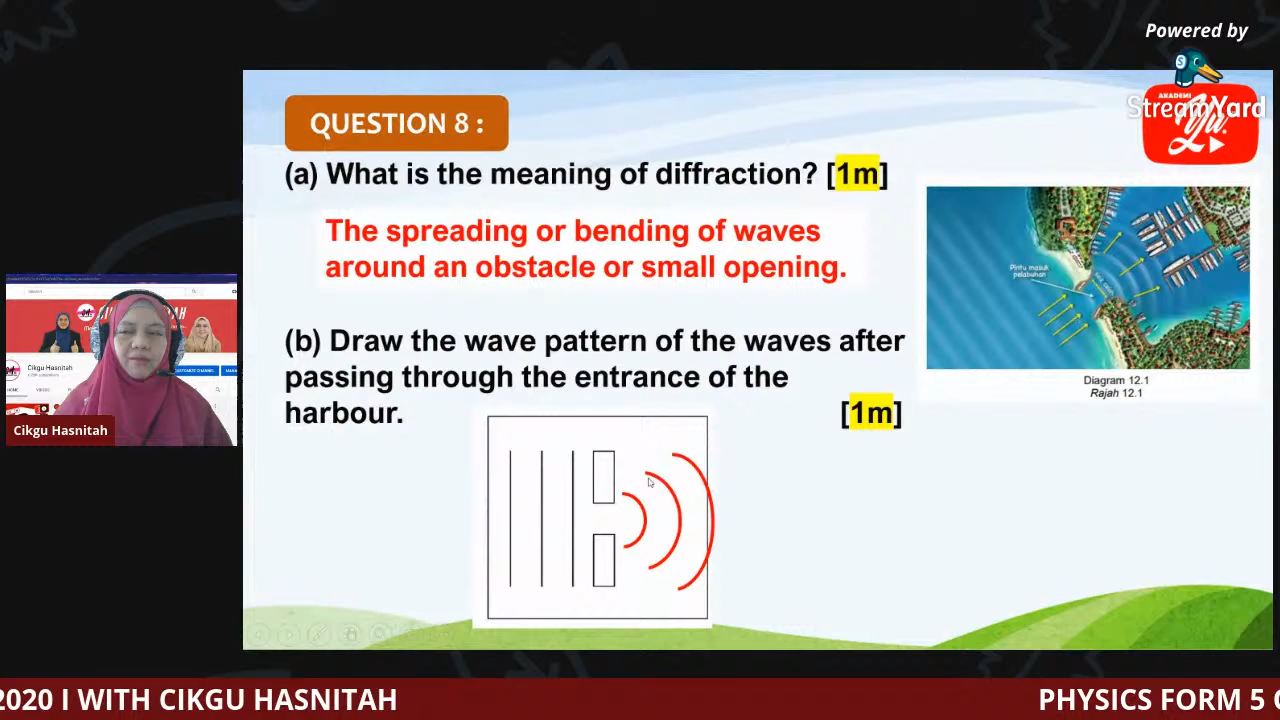 Powered by
StreamYard
AKADEMI
QUESTION 8 :
(a) What is the meaning of diffraction? [1m]
The spreading or bending of waves
around an obstacle or small opening.
Pintu masuk
pelabuhan
(b) Draw the wave pattern of the waves after
passing through the entrance of the
harbour. [1m]
Diagram 12.1
Rajah 12.1
Cikgu Hasnitah
Cikgu Hasnitah
2020 I WITH CIKGU HASNITAH
PHYSICS FORM 5